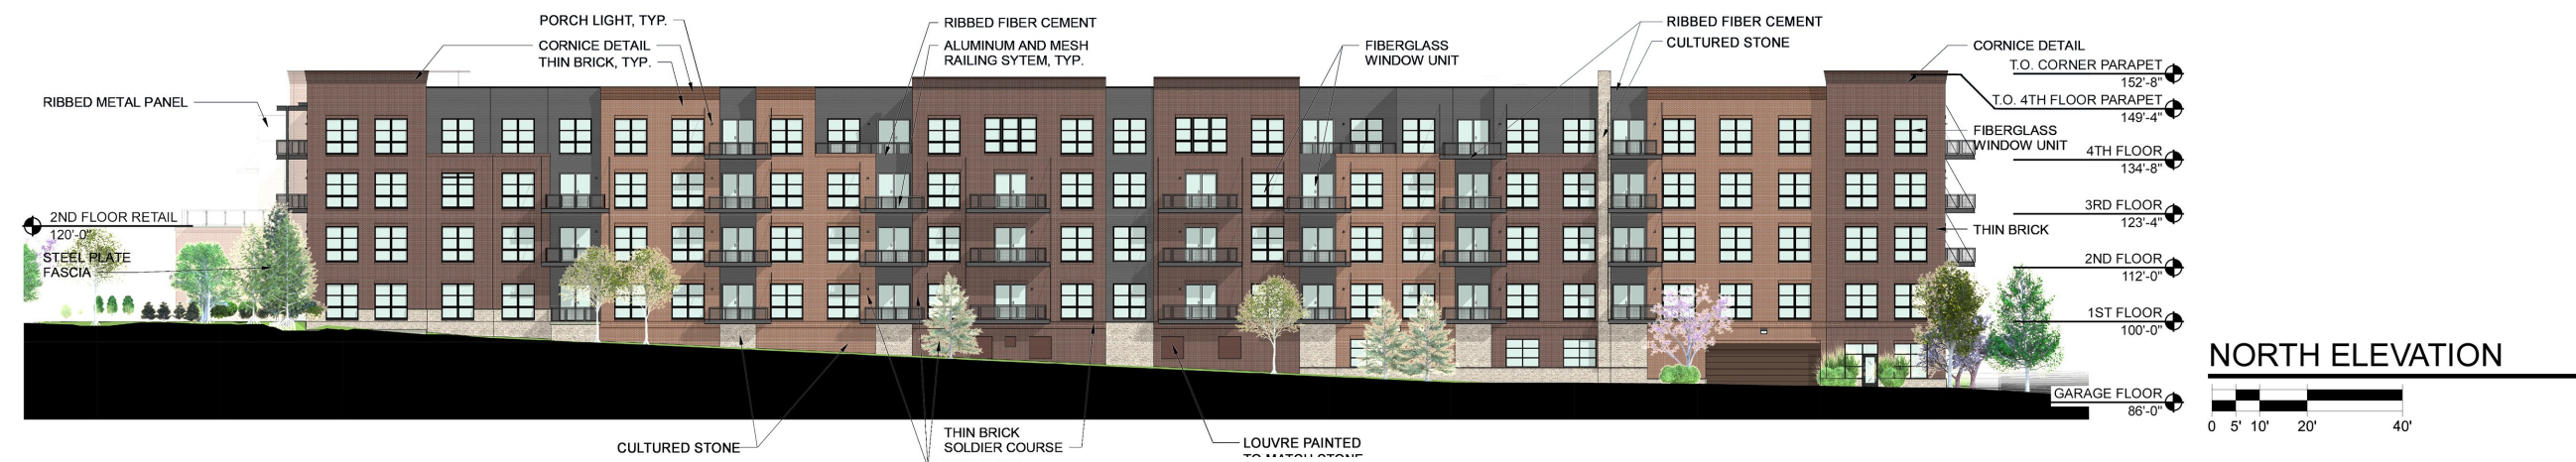 PORCH LIGHT, TYP.
CORNICE DETAIL
THIN BRICK, TYP.
RIBBED METAL PANEL
2ND FLOOR RETAIL
120'-0"
STEEL PLATE
FASCIA
RIBBED FIBER CEMENT
ALUMINUM AND MESH
RAILING SYTEM, TYP.
FIBERGLASS
WINDOW UNIT
RIBBED FIBER CEMENT
CULTURED STONE
CORNICE DETAIL
T.O. CORNER PARAPET
152'-8"
T.O. 4TH FLOOR PARAPET
149'-4"
FIBERGLASS
WINDOW UNIT
4TH FLOOR
134'-8"
3RD FLOOR
123'-4"
THIN BRICK
2ND FLOOR
112'-0"
1ST FLOOR
100'-0"
GARAGE FLOOR
86'-0"
CULTURED STONE
THIN BRICK
SOLDIER COURSE
LOUVRE PAINTED
TO MATCH STONE
NORTH ELEVATION
0 5' 10' 20' 40'